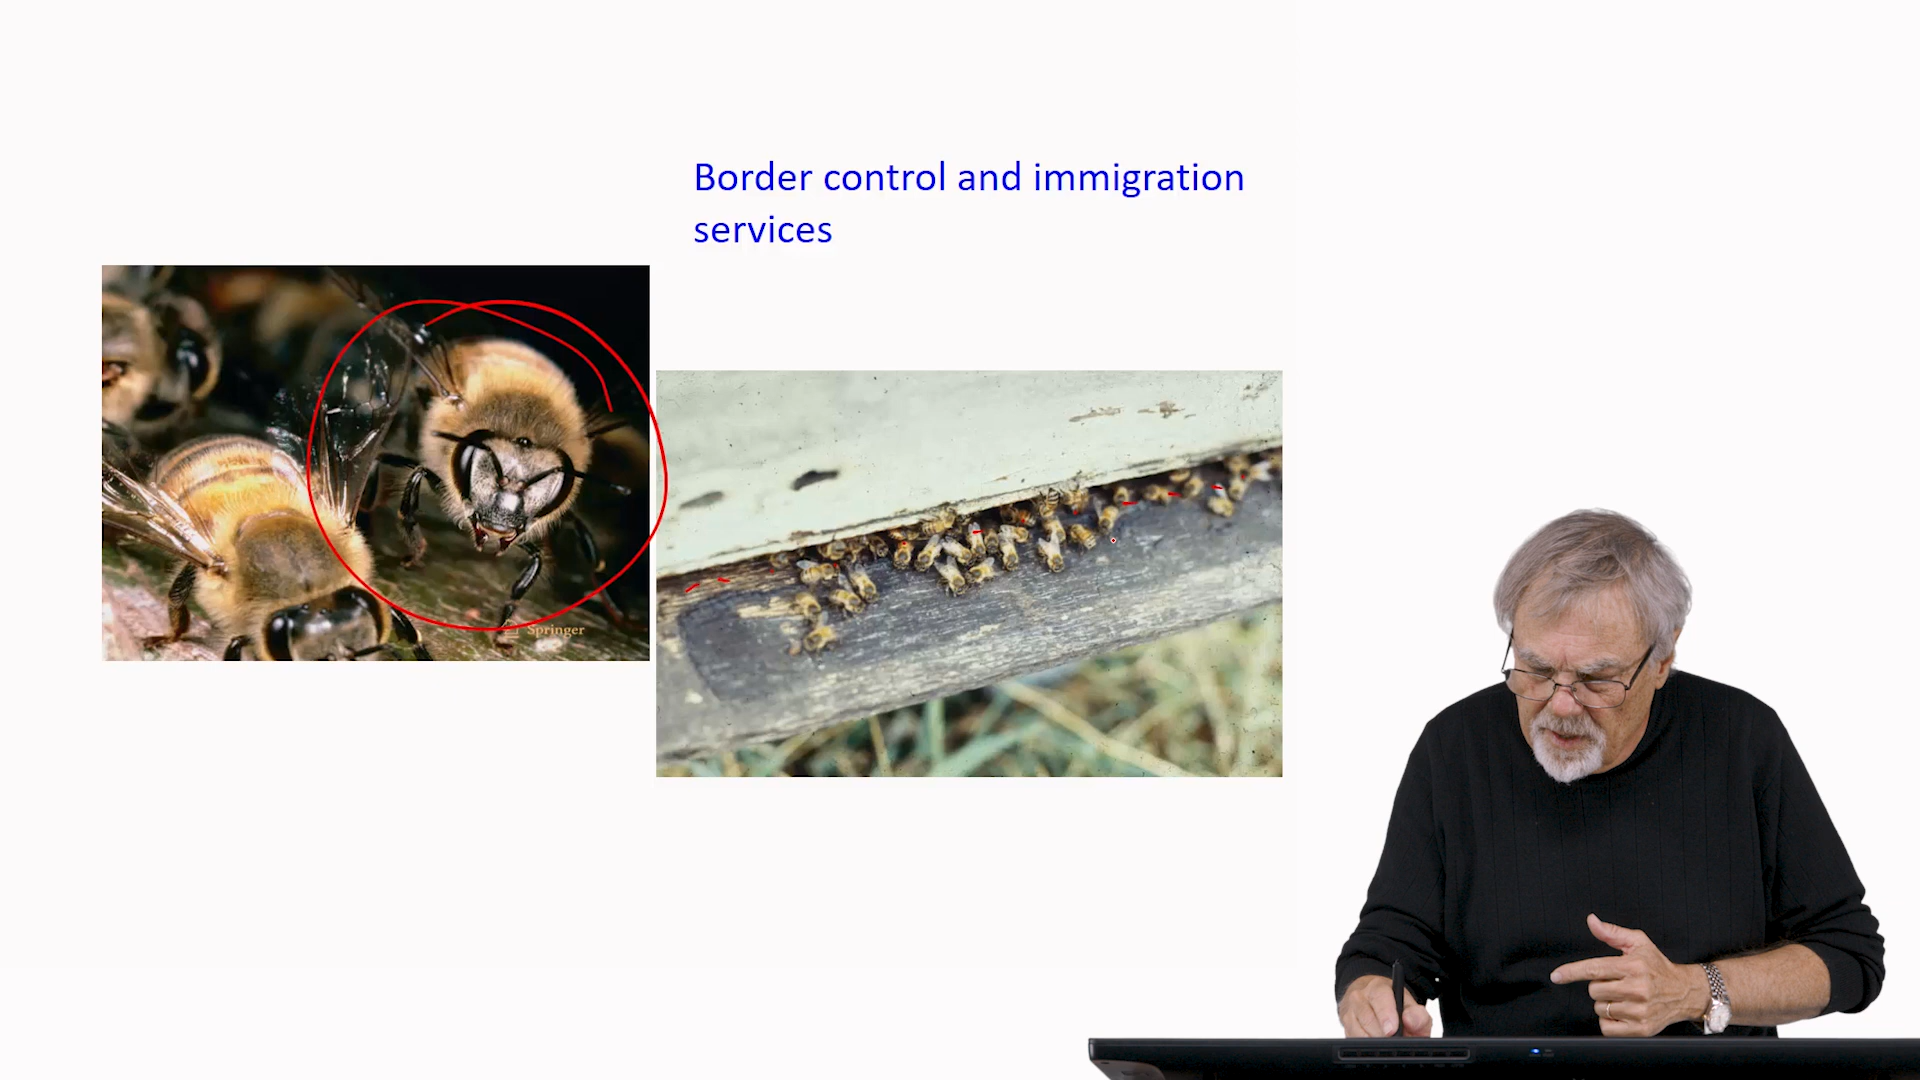 Border control and immigration
services
Springer